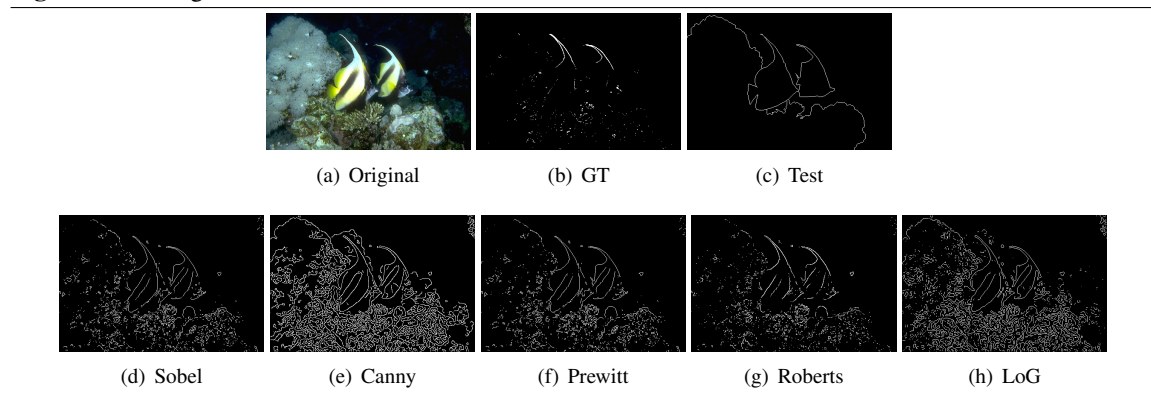 (a) Original
(b) GT
(c) Test
(d) Sobel
(e) Canny
(f) Prewitt
(g) Roberts
(h) LoG